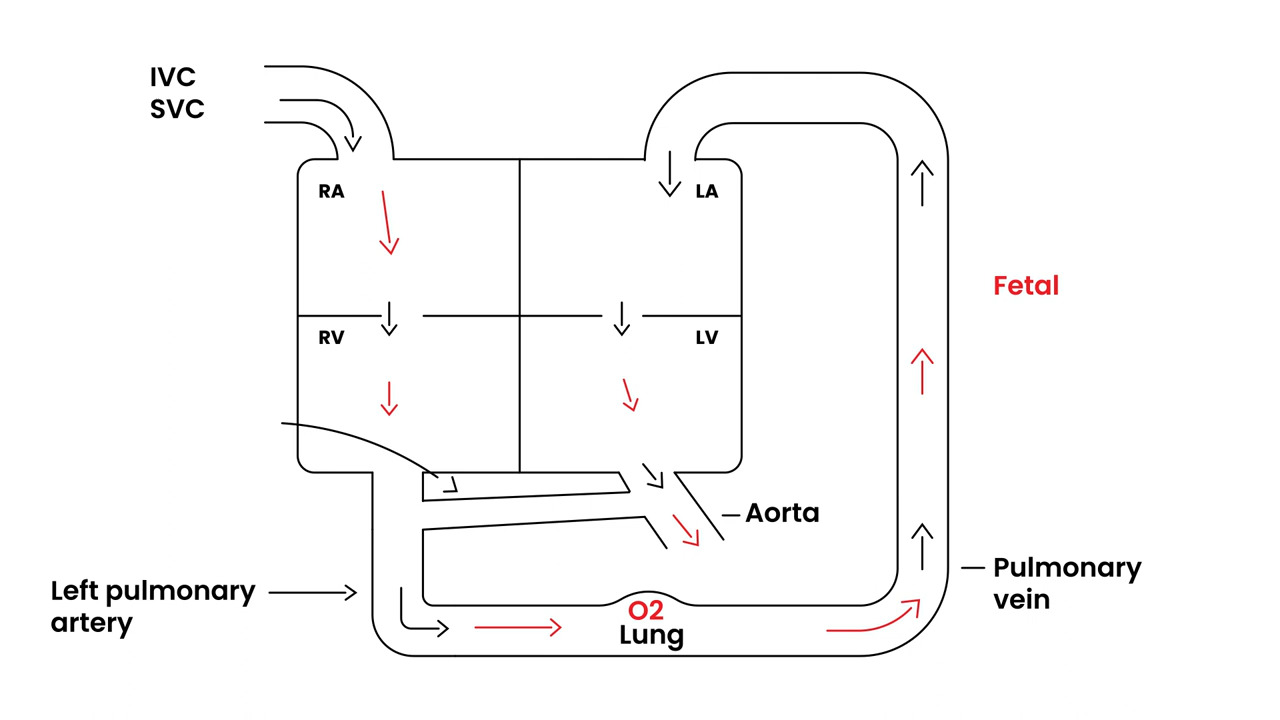 IVC
SVC
RA
LA
Fetal
RV
LV
Aorta
Left pulmonary
artery
Pulmonary
vein
O2
Lung